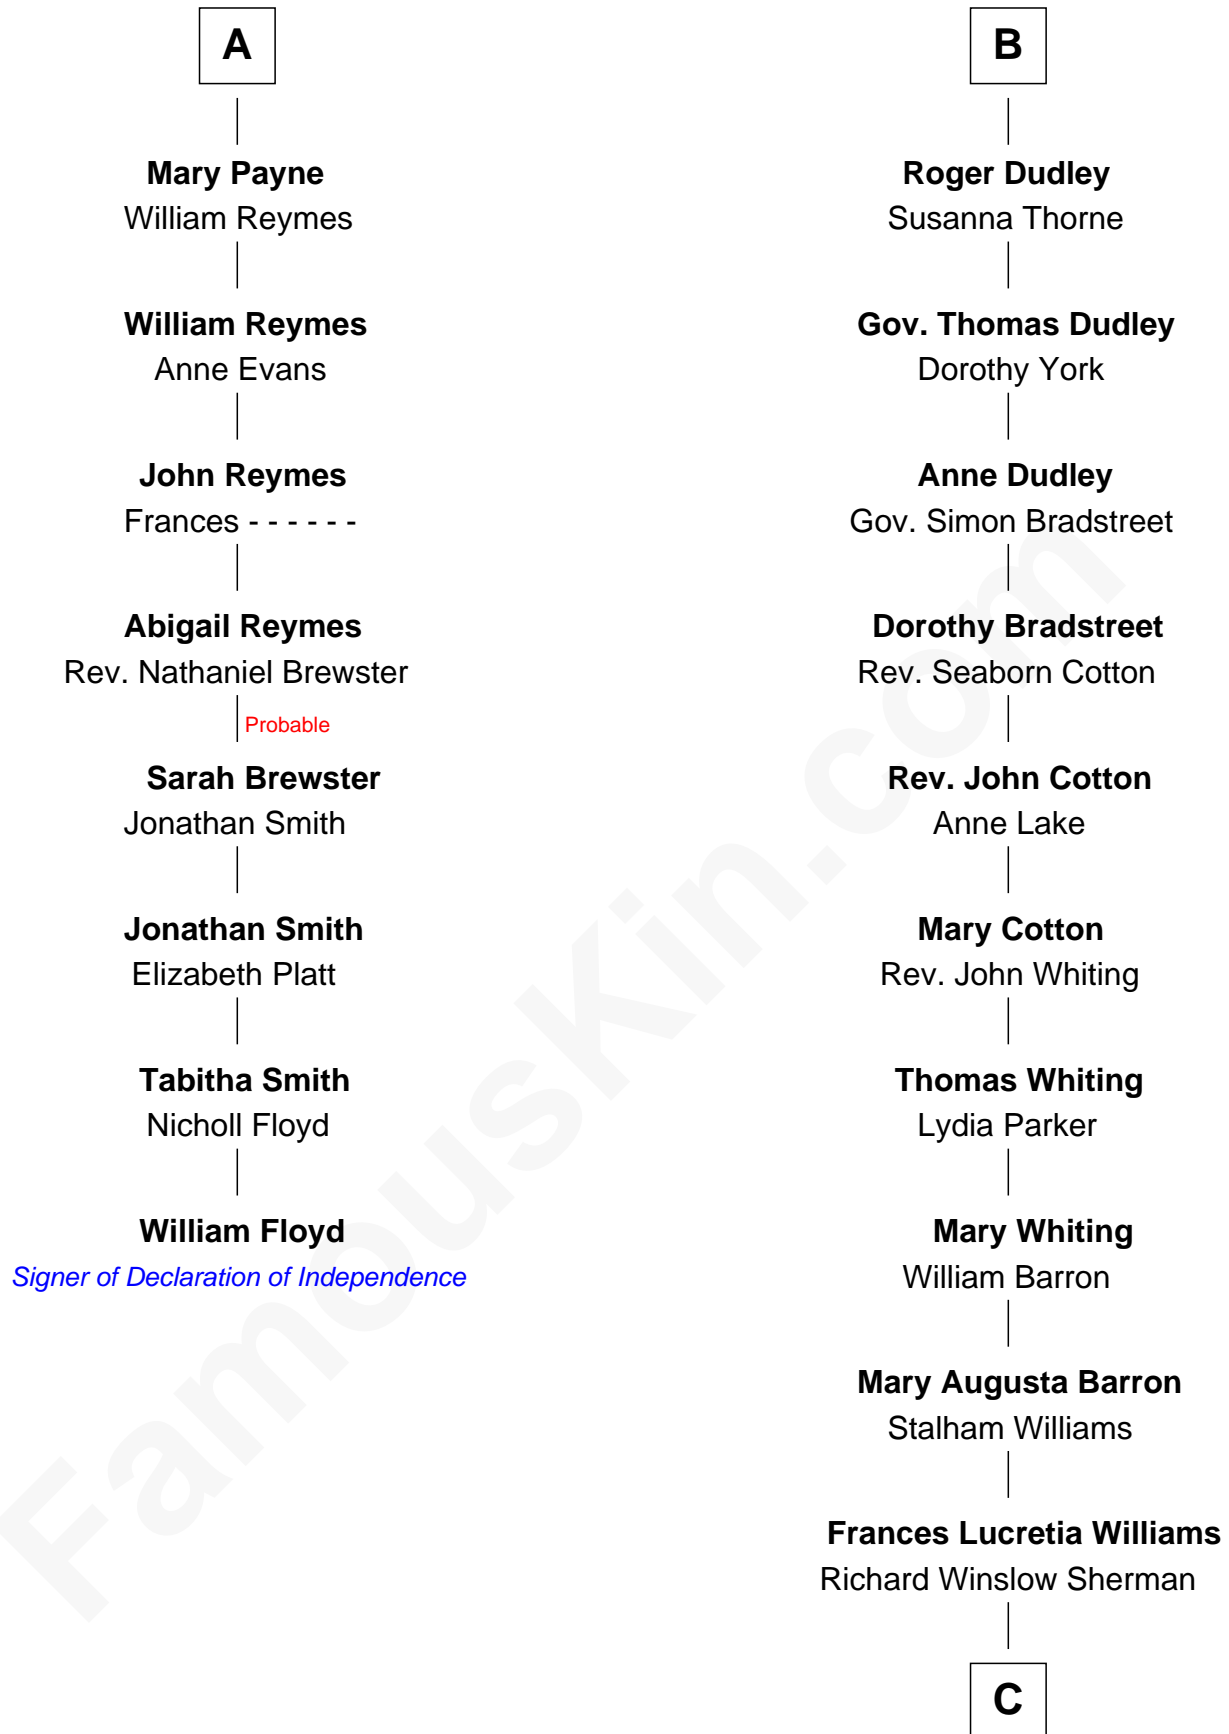 A
Mary Payne
William Reymes
William Reymes
Anne Evans
John Reymes
Frances - - - - - -
Abigail Reymes
Rev. Nathaniel Brewster
Probable
Sarah Brewster
Jonathan Smith
Jonathan Smith
Elizabeth Platt
Tabitha Smith
Nicholl Floyd
William Floyd
Signer of Declaration of Independence
B
Roger Dudley
Susanna Thorne
Gov. Thomas Dudley
Dorothy York
Anne Dudley
Gov. Simon Bradstreet
Dorothy Bradstreet
Rev. Seaborn Cotton
Rev. John Cotton
Anne Lake
Mary Cotton
Rev. John Whiting
Thomas Whiting
Lydia Parker
Mary Whiting
William Barron
Mary Augusta Barron
Stalham Williams
Frances Lucretia Williams
Richard Winslow Sherman
C
FamousKin.com